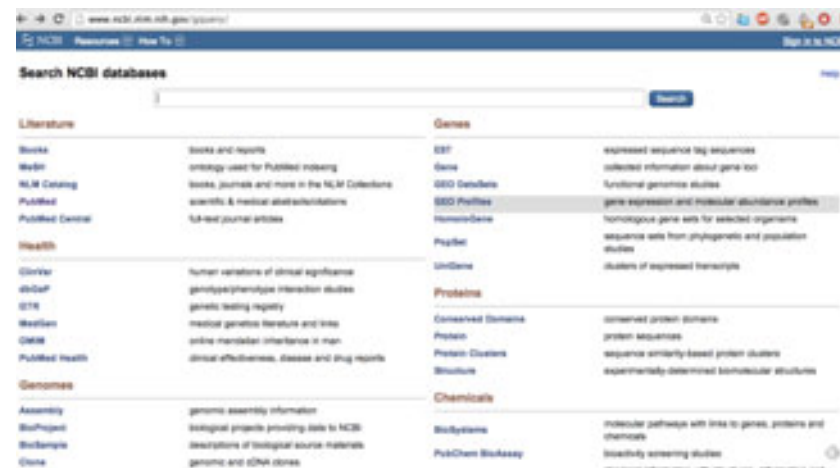 www.ncbi.nlm.nih.gov/gquery/
NCBI Resources How To Sign in to NCBI
Search NCBI databases Help
Search
Literature
Books books and reports
MeSH ontology used for PubMed indexing
NLM Catalog books, journals and more in the NLM Collections
PubMed scientific & medical abstracts/citations
PubMed Central full-text journal articles
Health
ClinVar human variations of clinical significance
dbGaP genotype/phenotype interaction studies
GTR genetic testing registry
MedGen medical genetics literature and links
OMIM online mendelian inheritance in man
PubMed Health clinical effectiveness, disease and drug reports
Genomes
Assembly genomic assembly information
BioProject biological projects providing data to NCBI
BioSample descriptions of biological source materials
Clone genomic and cDNA clones
Genes
EST expressed sequence tag sequences
Gene collected information about gene loci
GEO DataSets functional genomics studies
GEO Profiles gene expression and molecular abundance profiles
HomoloGene homologous gene sets for selected organisms
PopSet sequence sets from phylogenetic and population
studies
UniGene clusters of expressed transcripts
Proteins
Conserved Domains conserved protein domains
Protein protein sequences
Protein Clusters sequence similarity-based protein clusters
Structure experimentally-determined biomolecular structures
Chemicals
BioSystems molecular pathways with links to genes, proteins and
chemicals
PubChem BioAssay bioactivity screening studies